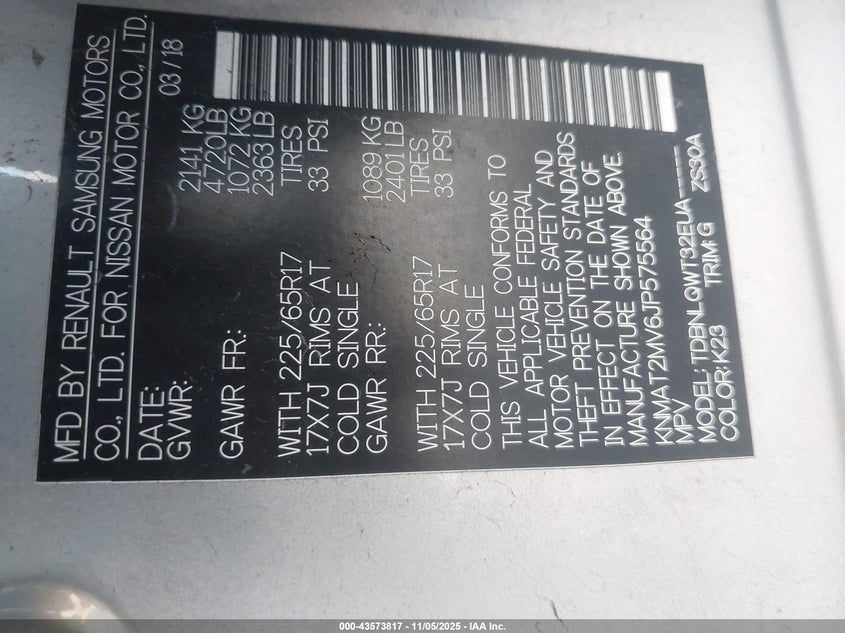 MFD BY RENAULT SAMSUNG MOTORS
CO., LTD. FOR NISSAN MOTOR CO., LTD.
DATE: 03/18
GVWR: 2141 KG
4720LB
GAWR FR.: 1072 KG
2363 LB
WITH 225/65R17 TIRES
17X7J RIMS AT 33 PSI
COLD SINGLE
GAWR RR.: 1089 KG
2401 LB
WITH 225/65R17 TIRES
17X7J RIMS AT 33 PSI
COLD SINGLE
THIS VEHICLE CONFORMS TO
ALL APPLICABLE FEDERAL
MOTOR VEHICLE SAFETY AND
THEFT PREVENTION STANDARDS
IN EFFECT ON THE DATE OF
MANUFACTURE SHOWN ABOVE.
KNMAT2MV6JP575564
MPV
MODEL: TDBNLQWT32EUA-----
COLOR: K23 TRIM: G ZS30A
000-43573817 - 11/05/2025 - IAA Inc.